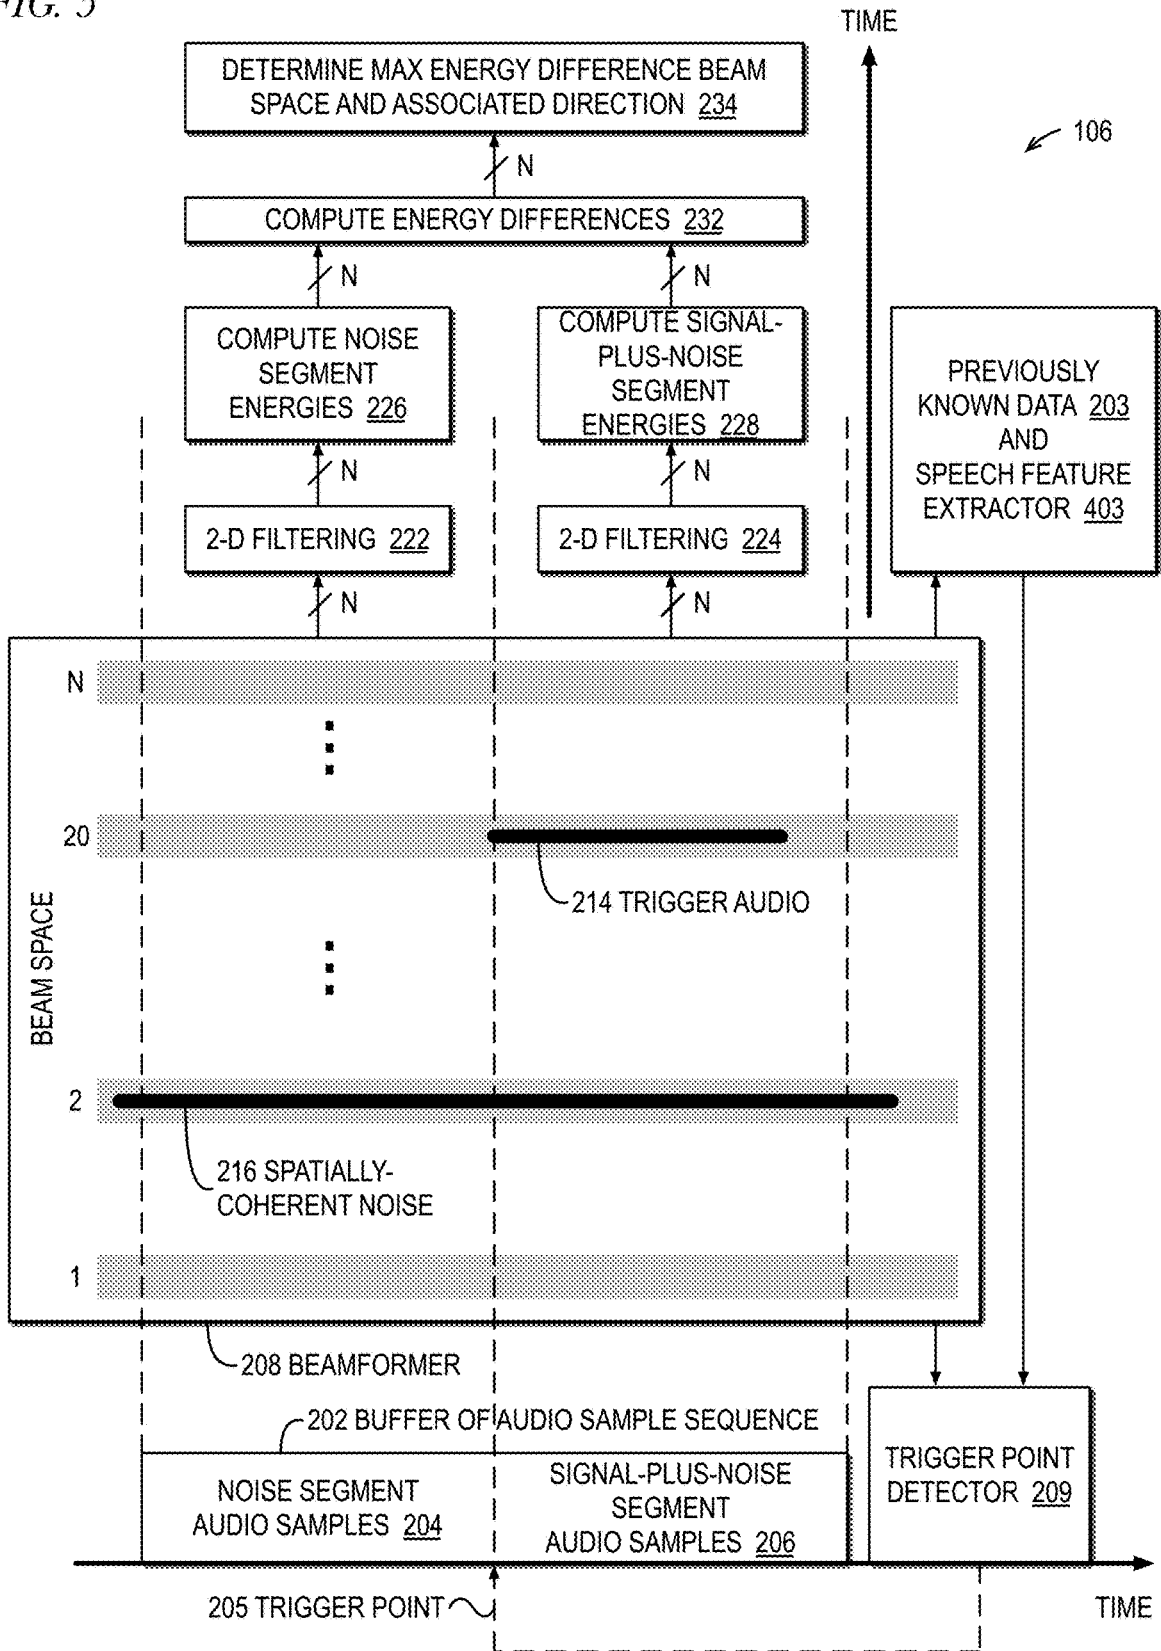 FIG. 5
TIME
DETERMINE MAX ENERGY DIFFERENCE BEAM
SPACE AND ASSOCIATED DIRECTION 234
106
N
COMPUTE ENERGY DIFFERENCES 232
N
N
COMPUTE NOISE
SEGMENT
ENERGIES 226
COMPUTE SIGNAL-
PLUS-NOISE
SEGMENT
ENERGIES 228
PREVIOUSLY
KNOWN DATA 203
AND
SPEECH FEATURE
EXTRACTOR 403
N
N
2-D FILTERING 222
2-D FILTERING 224
N
N
N
20
214 TRIGGER AUDIO
BEAM SPACE
2
216 SPATIALLY-
COHERENT NOISE
1
208 BEAMFORMER
202 BUFFER OF AUDIO SAMPLE SEQUENCE
NOISE SEGMENT
AUDIO SAMPLES 204
SIGNAL-PLUS-NOISE
SEGMENT
AUDIO SAMPLES 206
TRIGGER POINT
DETECTOR 209
205 TRIGGER POINT
TIME